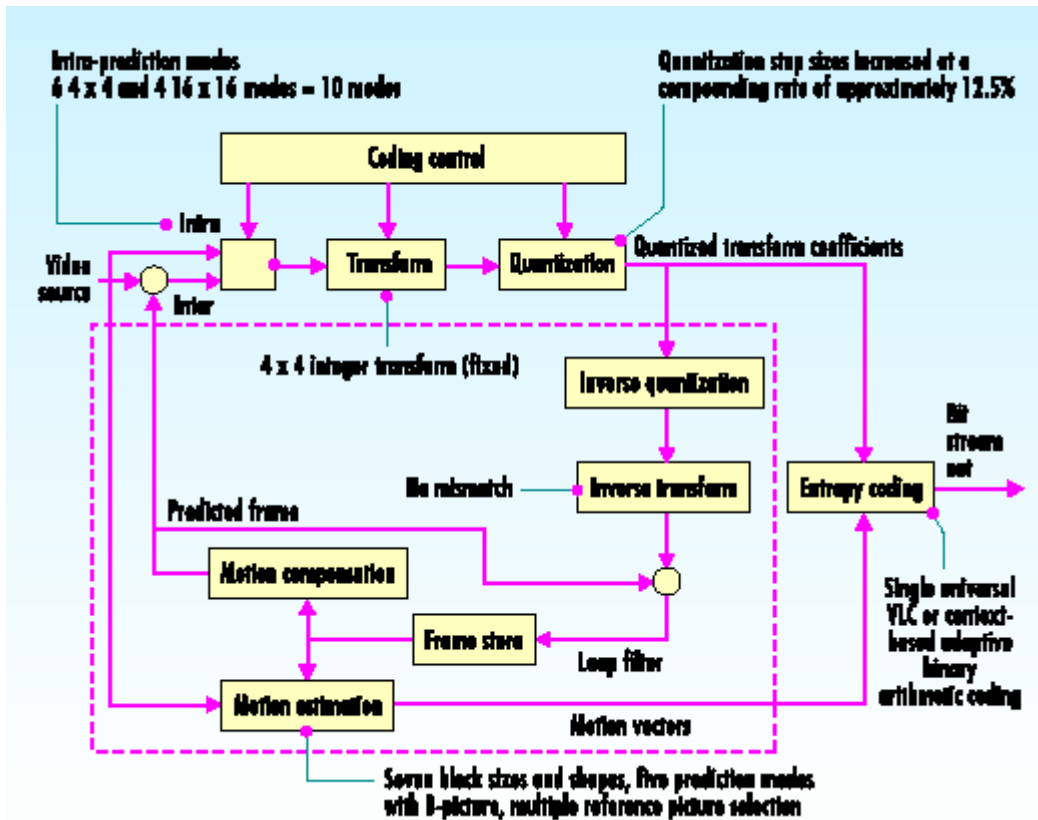 Intra-prediction modes
6 4 x 4 and 4 16 x 16 modes = 10 modes
Quantization step sizes increased at a
compounding rate of approximately 12.5%
Coding control
Intra
Video
source
Inter
Transform
Quantization
Quantized transform coefficients
4 x 4 integer transform (fixed)
Inverse quantization
Bit
stream
out
No mismatch
Inverse transform
Entropy coding
Predicted frame
Motion compensation
Frame store
Loop filter
Single universal
VLC or context-
based adaptive
binary
arithmetic coding
Motion estimation
Motion vectors
Seven block sizes and shapes, five prediction modes
with B-picture, multiple reference picture selection